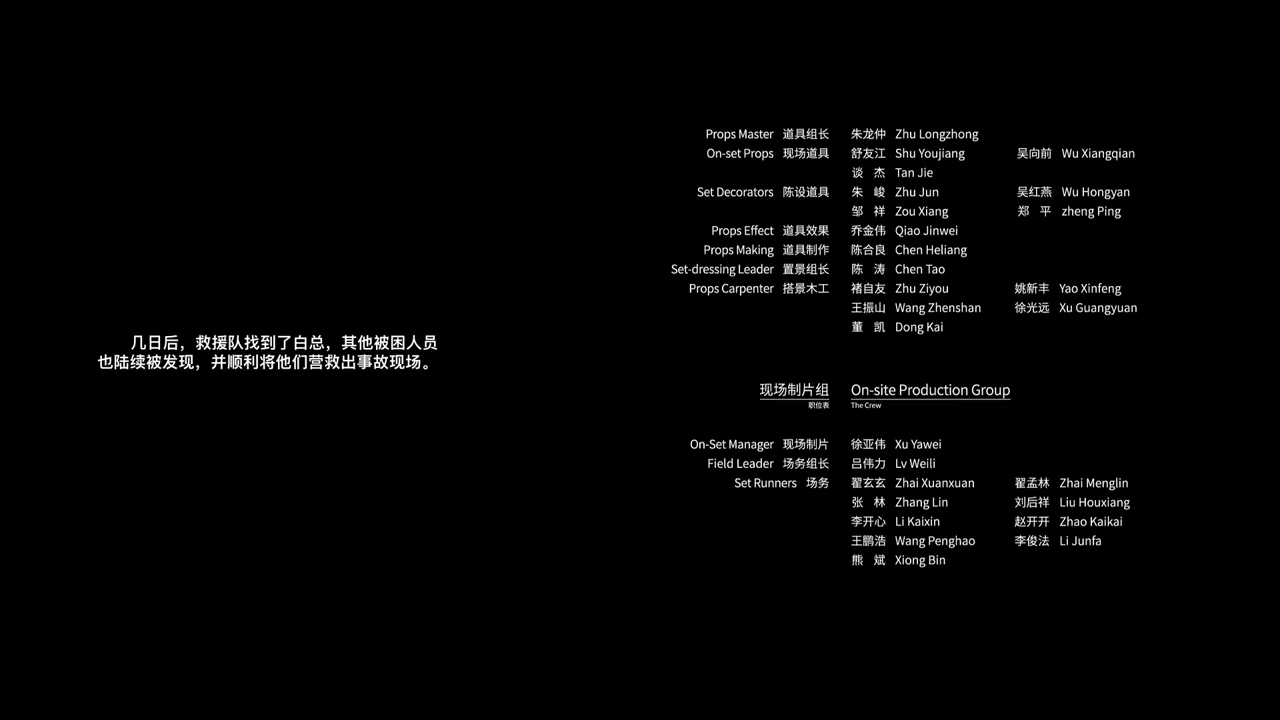 几日后，救援队找到了白总，其他被困人员
也陆续被发现，并顺利将他们营救出事故现场。
Props Master 道具组长 朱龙仲 Zhu Longzhong
On-set Props 现场道具 舒友江 Shu Youjiang 吴向前 Wu Xiangqian
谈 杰 Tan Jie
Set Decorators 陈设道具 朱 峻 Zhu Jun 吴红燕 Wu Hongyan
邹 祥 Zou Xiang 郑 平 zheng Ping
Props Effect 道具效果 乔金伟 Qiao Jinwei
Props Making 道具制作 陈合良 Chen Heliang
Set-dressing Leader 置景组长 陈 涛 Chen Tao
Props Carpenter 搭景木工 褚自友 Zhu Ziyou 姚新丰 Yao Xinfeng
王振山 Wang Zhenshan 徐光远 Xu Guangyuan
董 凯 Dong Kai
现场制片组 On-site Production Group
职位表 The Crew
On-Set Manager 现场制片 徐亚伟 Xu Yawei
Field Leader 场务组长 吕伟力 Lv Weili
Set Runners 场务 翟玄玄 Zhai Xuanxuan 翟孟林 Zhai Menglin
张 林 Zhang Lin 刘后祥 Liu Houxiang
李开心 Li Kaixin 赵开开 Zhao Kaikai
王鹏浩 Wang Penghao 李俊法 Li Junfa
熊 斌 Xiong Bin